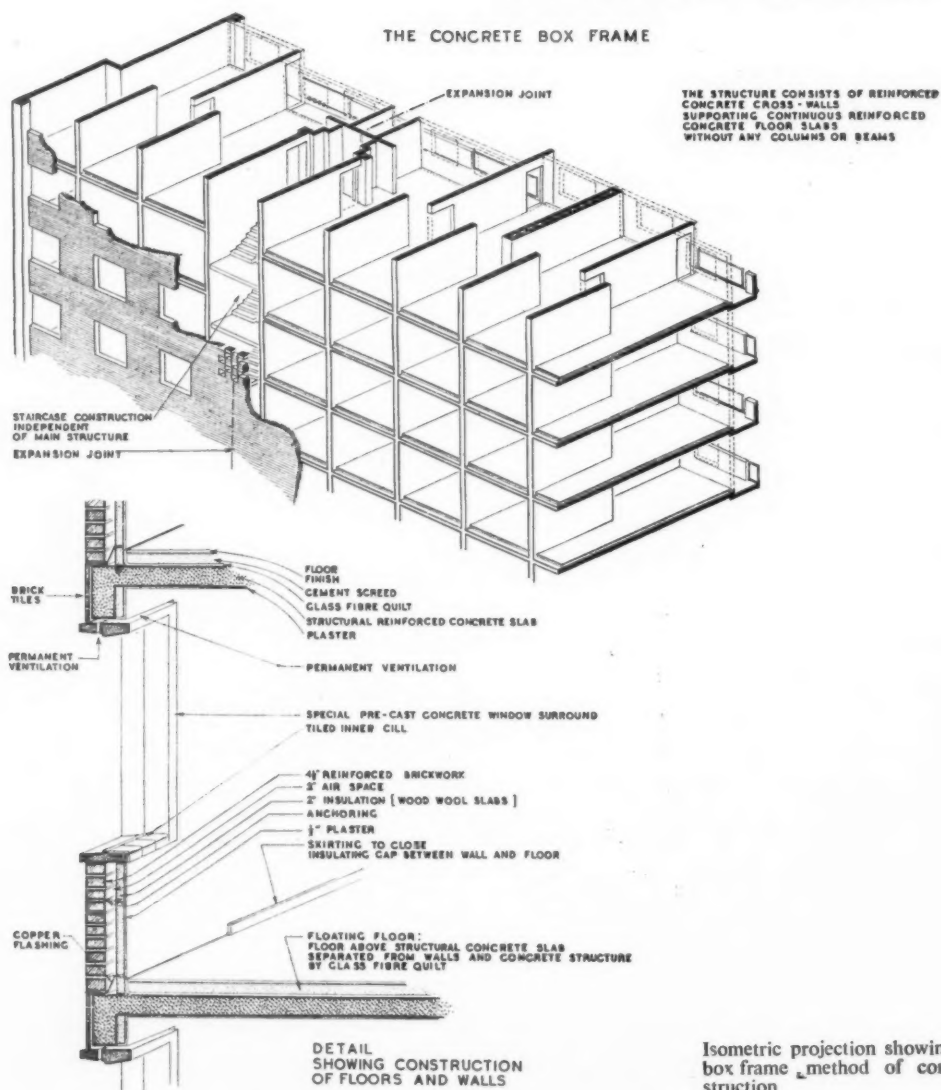 THE CONCRETE BOX FRAME
EXPANSION JOINT
THE STRUCTURE CONSISTS OF REINFORCED
CONCRETE CROSS-WALLS
SUPPORTING CONTINUOUS REINFORCED
CONCRETE FLOOR SLABS
WITHOUT ANY COLUMNS OR BEAMS
STAIRCASE CONSTRUCTION
INDEPENDENT
OF MAIN STRUCTURE
EXPANSION JOINT
BRICK
TILES
PERMANENT
VENTILATION
FLOOR
FINISH
CEMENT SCREED
GLASS FIBRE QUILT
STRUCTURAL REINFORCED CONCRETE SLAB
PLASTER
PERMANENT VENTILATION
SPECIAL PRE-CAST CONCRETE WINDOW SURROUND
TILED INNER CILL
4½" REINFORCED BRICKWORK
2" AIR SPACE
2" INSULATION [WOOD WOOL SLABS]
ANCHORING
½" PLASTER
SKIRTING TO CLOSE
INSULATING GAP BETWEEN WALL AND FLOOR
COPPER
FLASHING
FLOATING FLOOR:
FLOOR ABOVE STRUCTURAL CONCRETE SLAB
SEPARATED FROM WALLS AND CONCRETE STRUCTURE
BY GLASS FIBRE QUILT
DETAIL
SHOWING CONSTRUCTION
OF FLOORS AND WALLS
Isometric projection showing
box frame method of con-
struction